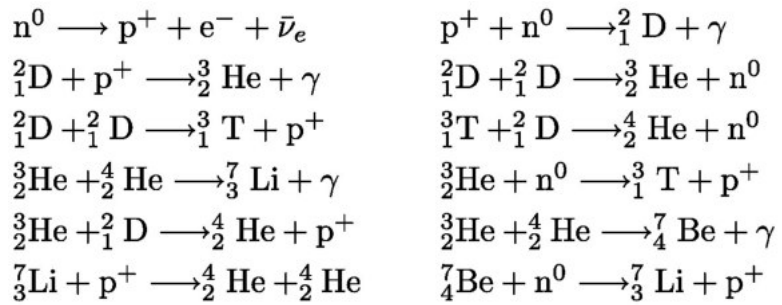 n⁰ ⟶ p⁺ + e⁻ + ν̄ₑ    p⁺ + n⁰ ⟶ ²₁D + γ
²₁D + p⁺ ⟶ ³₂He + γ    ²₁D + ²₁D ⟶ ³₂He + n⁰
²₁D + ²₁D ⟶ ³₁T + p⁺    ³₁T + ²₁D ⟶ ⁴₂He + n⁰
³₂He + ⁴₂He ⟶ ⁷₃Li + γ    ³₂He + n⁰ ⟶ ³₁T + p⁺
³₂He + ²₁D ⟶ ⁴₂He + p⁺    ³₂He + ⁴₂He ⟶ ⁷₄Be + γ
⁷₃Li + p⁺ ⟶ ⁴₂He + ⁴₂He    ⁷₄Be + n⁰ ⟶ ⁷₃Li + p⁺